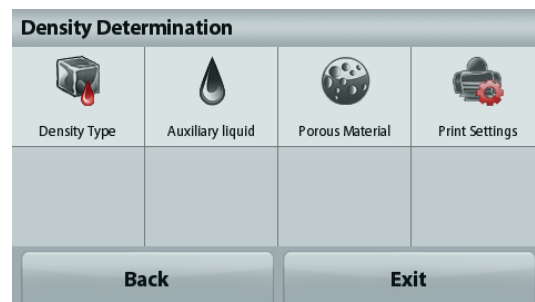 Density Determination
Density Type Auxiliary liquid Porous Material Print Settings
Back Exit